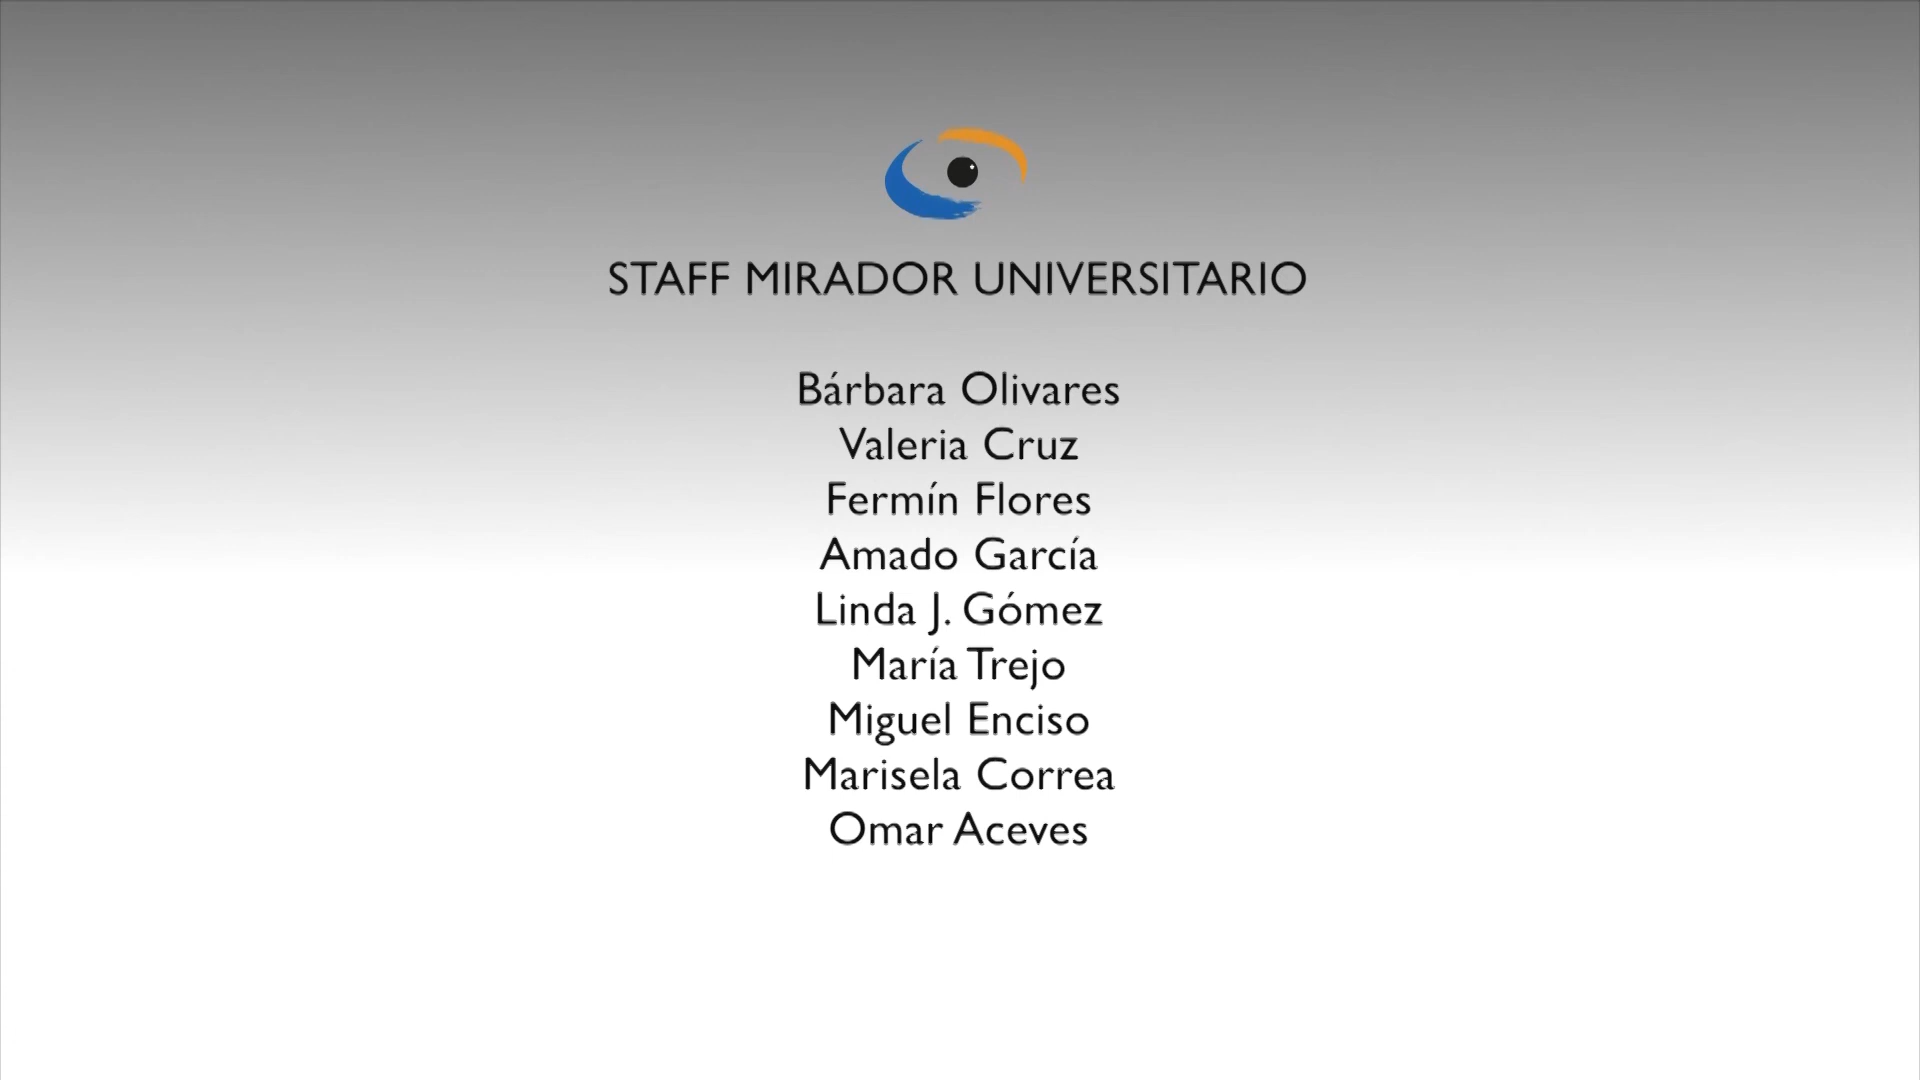 STAFF MIRADOR UNIVERSITARIO
Bárbara Olivares
Valeria Cruz
Fermín Flores
Amado García
Linda J. Gómez
María Trejo
Miguel Enciso
Marisela Correa
Omar Aceves